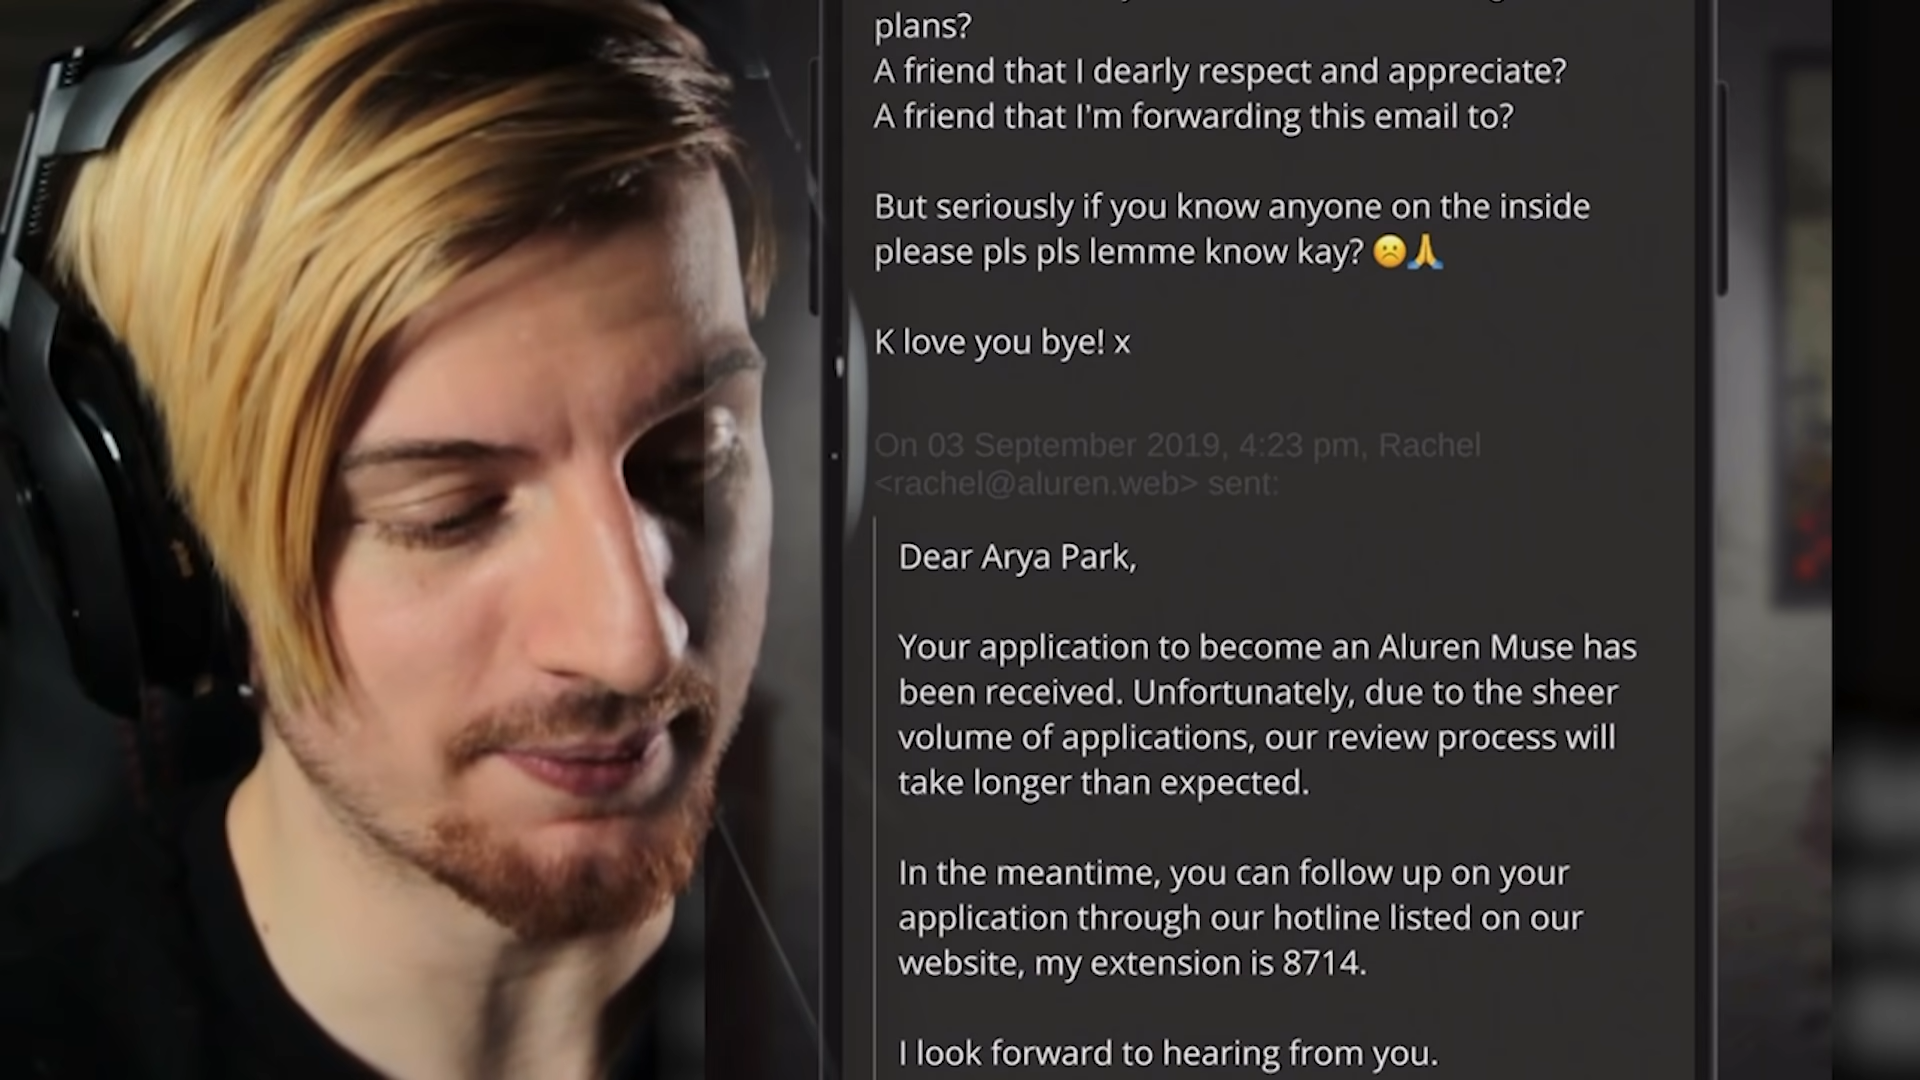 plans?
A friend that I dearly respect and appreciate?
A friend that I'm forwarding this email to?
But seriously if you know anyone on the inside
please pls pls lemme know kay? ☹️🙏
K love you bye! x
On 03 September 2019, 4:23 pm, Rachel
<rachel@aluren.web> sent:
Dear Arya Park,
Your application to become an Aluren Muse has
been received. Unfortunately, due to the sheer
volume of applications, our review process will
take longer than expected.
In the meantime, you can follow up on your
application through our hotline listed on our
website, my extension is 8714.
I look forward to hearing from you.